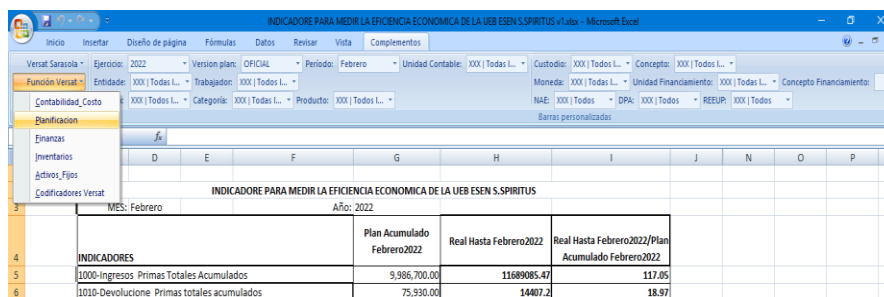 INDICADORE PARA MEDIR LA EFICIENCIA ECONOMICA DE LA UEB ESEN S.SPIRITUS v1.xlsx - Microsoft Excel
Inicio Insertar Diseño de página Fórmulas Datos Revisar Vista Complementos
Versat Sarasola Ejercicio: 2022 Version plan: OFICIAL Periodo: Febrero Unidad Contable: XXX|Todas l... Custodio: XXX|Todos l... Concepto: XXX|Todos l...
Función Versat Entidade: XXX|Todas l... Trabajador: XXX|Todos l... Moneda: XXX|Todas l... Unidad Financiamiento: XXX|Todas l... Concepto Financiamiento:
XXX|Todos l... Categoría: XXX|Todas l... Producto: XXX|Todos l... NAE: XXX|Todos DPA: XXX|Todos REEUP: XXX|Todos
Barras personalizadas
Contabilidad_Costo
Planificacion
Finanzas
Inventarios
Activos_Fijos
Codificadores Versat
fx
D E F G H I J N O P
INDICADORE PARA MEDIR LA EFICIENCIA ECONOMICA DE LA UEB ESEN S.SPIRITUS
3 MES: Febrero Año: 2022
4 INDICADORES Plan Acumulado Febrero2022 Real Hasta Febrero2022 Real Hasta Febrero2022/Plan Acumulado Febrero2022
5 1000-Ingresos Primas Totales Acumulados 9,986,700.00 11689085.47 117.05
6 1010-Devolucione Primas totales acumulados 75,930.00 14407.2 18.97